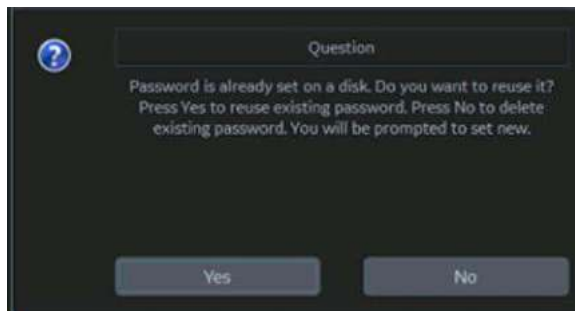 Question
Password is already set on a disk. Do you want to reuse it?
Press Yes to reuse existing password. Press No to delete
existing password. You will be prompted to set new.
Yes
No